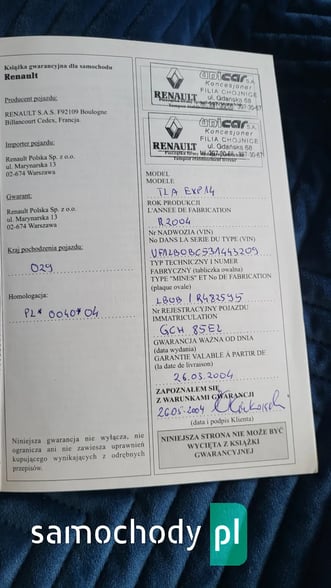 Książka gwarancyjna dla samochodu
Renault
Producent pojazdu:
RENAULT S.A.S. F92109 Boulogne
Billancourt Cedex, Francja.
Importer pojazdu:
Renault Polska Sp. z o.o.
ul. Marynarska 13
02-674 Warszawa
Gwarant:
Renault Polska Sp. z o.o.
ul. Marynarska 13
02-674 Warszawa
Kraj pochodzenia pojazdu:
029
Homologacja:
PL* 0040*04
Niniejsza gwarancja nie wyłącza, nie
ogranicza ani nie zawiesza uprawnień
kupującego wynikających z odrębnych
przepisów.
RENAULT
apicar S.A.
Koncesjoner
FILIA CHOJNICE
ul. Gdańska 68
RENAULT
apicar S.A.
Koncesjoner
FILIA CHOJNICE
ul. Gdańska 68
MODEL
MODELE
TLA EXP14
ROK PRODUKCJI
L'ANNEE DE FABRICATION
R2004
Nr NADWOZIA (VIN)
No DANS LA SERIE DU TYPE (VIN)
TYP TECHNICZNY I NUMER
FABRYCZNY (tabliczka owalna)
TYPE "MINES" ET No DE FABRICATION
(plaque ovale)
LB0B / R482595
Nr REJESTRACYJNY POJAZDU
IMMATRICULATION
GCH 85EL
GWARANCJA WAŻNA OD DNIA
(data wydania)
GARANTIE VALABLE À PARTIR DE
(la date de livraison)
26.03.2004
ZAPOZNAŁEM SIĘ
Z WARUNKAMI GWARANCJI
(data i podpis Klienta)
NINIEJSZA STRONA NIE MOŻE BYĆ
WYCIĘTA Z KSIĄŻKI
GWARANCYJNEJ
samochody pl